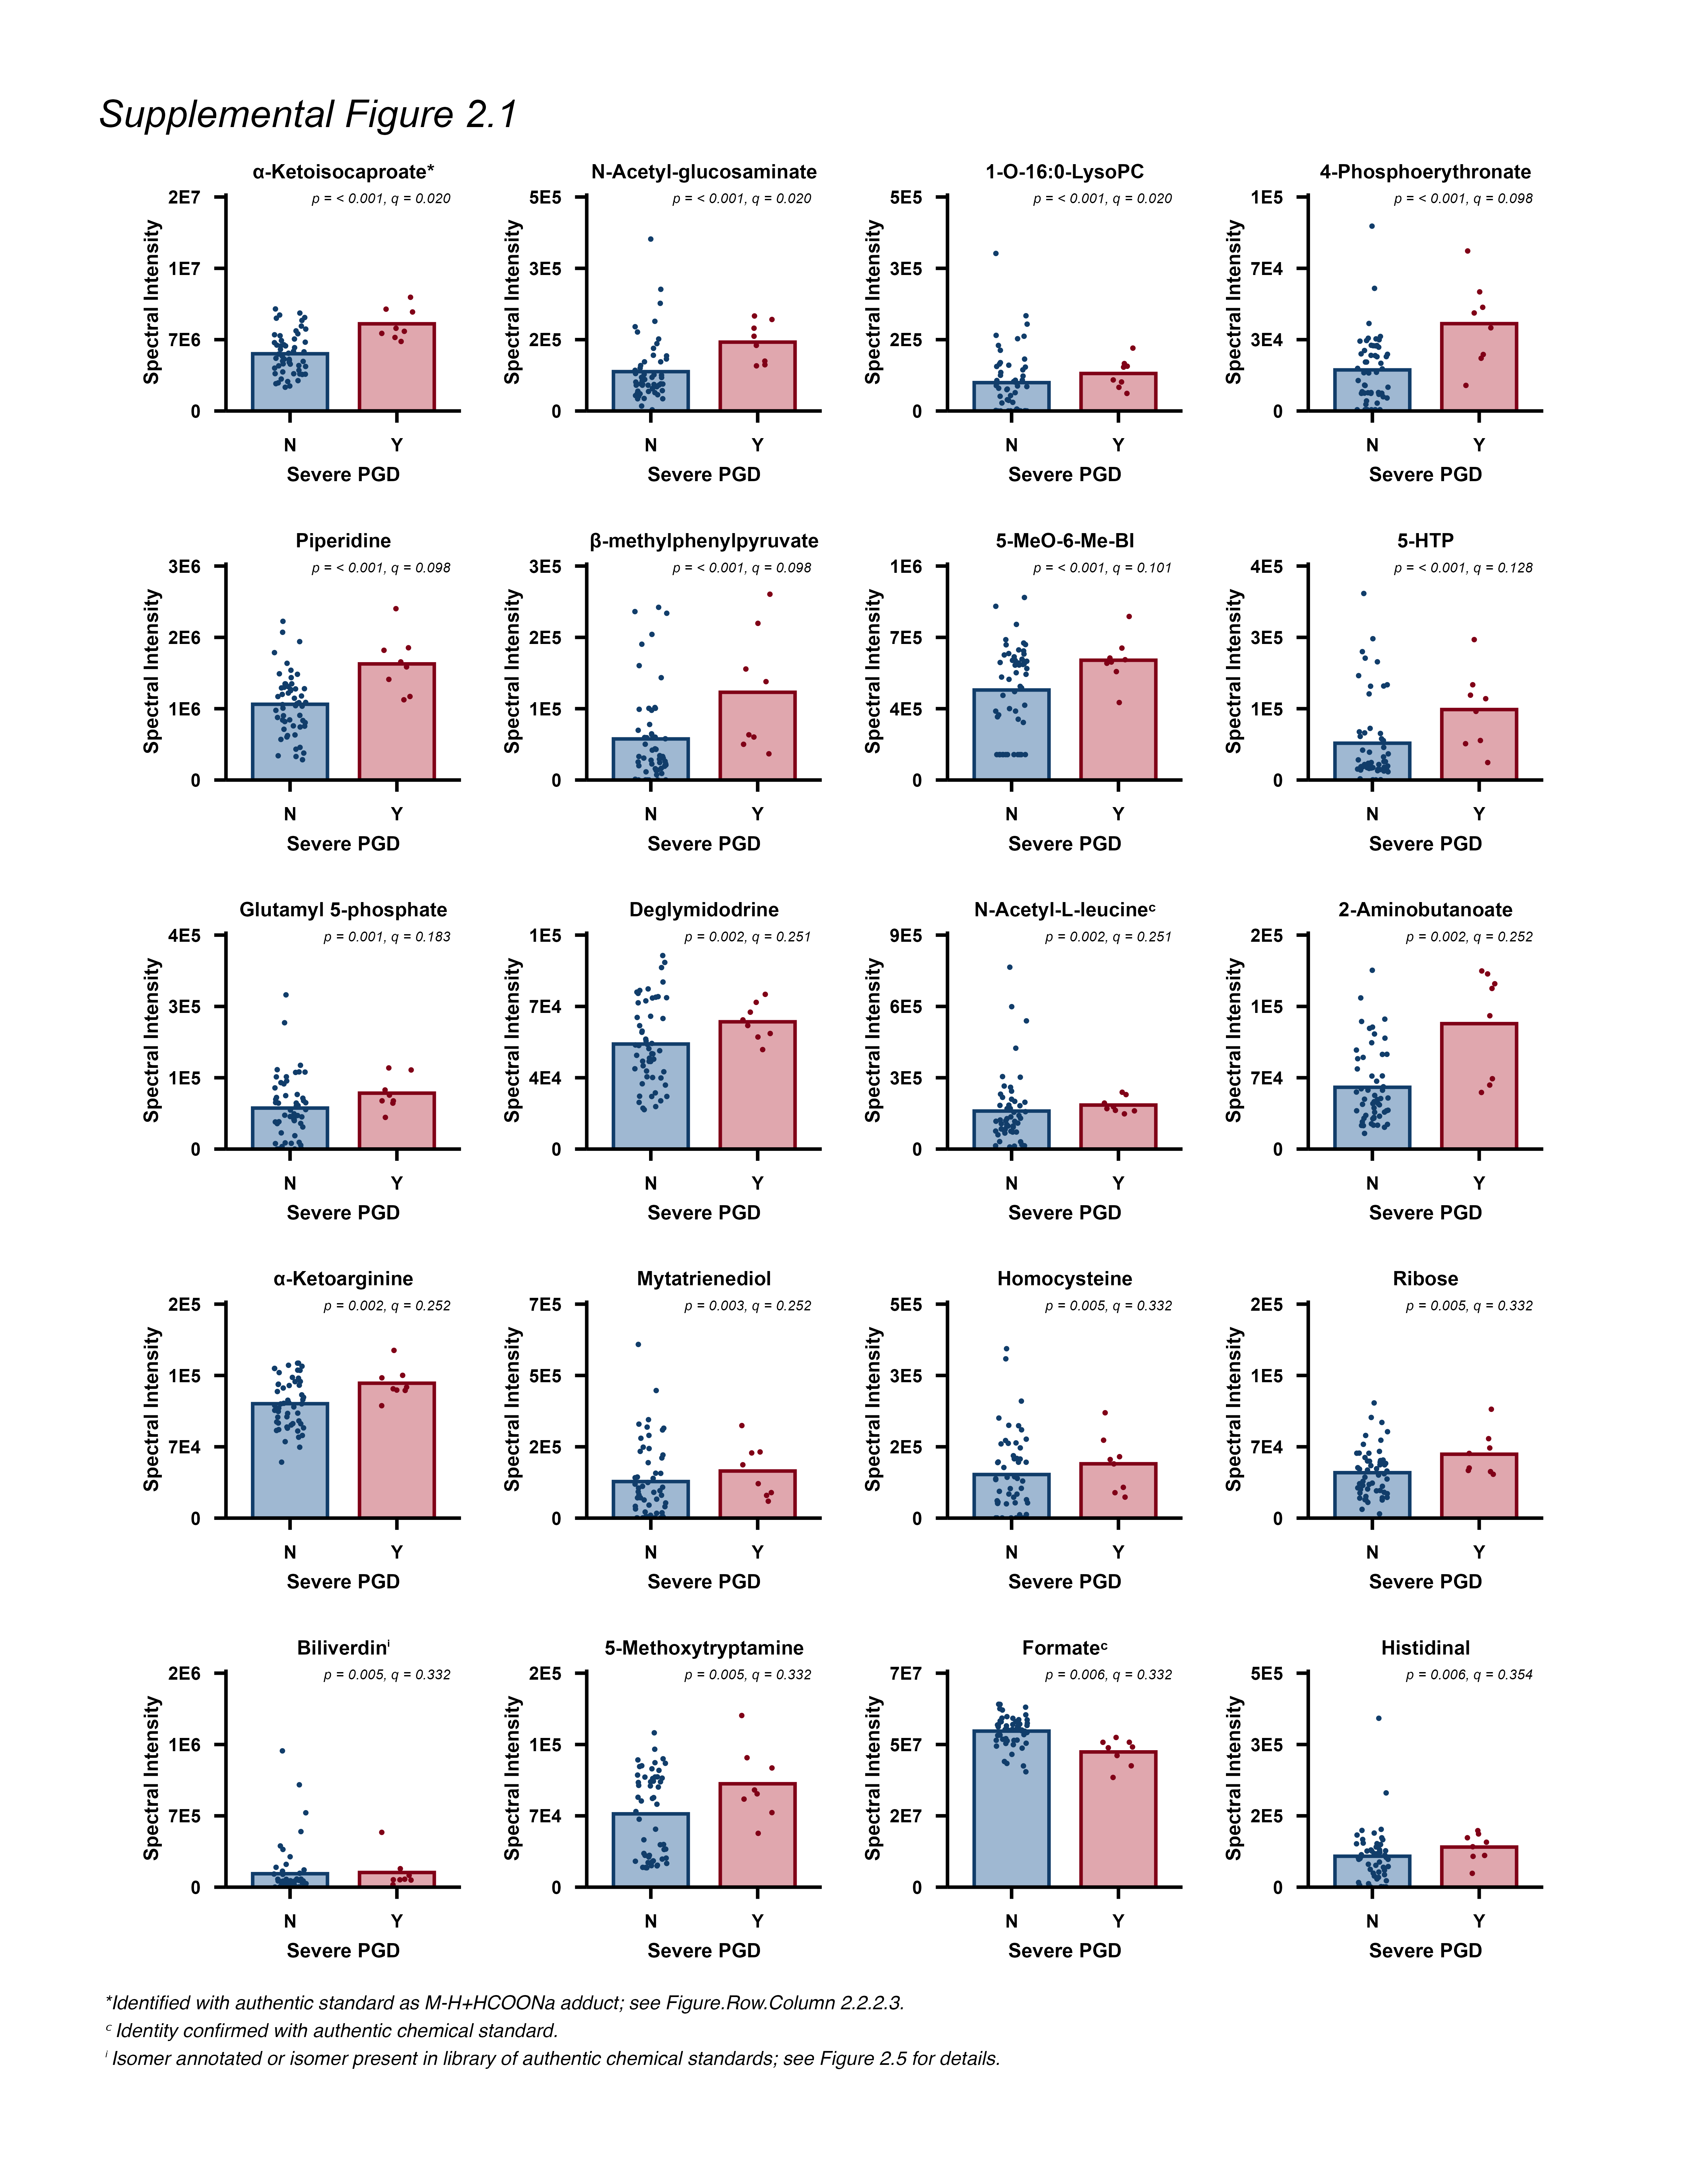 Supplemental Figure 2.1
α-Ketoisocaproate*
p = < 0.001, q = 0.020
Spectral Intensity
2E7
1E7
7E6
0
N Y
Severe PGD
N-Acetyl-glucosaminate
p = < 0.001, q = 0.020
Spectral Intensity
5E5
3E5
2E5
0
N Y
Severe PGD
1-O-16:0-LysoPC
p = < 0.001, q = 0.020
Spectral Intensity
5E5
3E5
2E5
0
N Y
Severe PGD
4-Phosphoerythronate
p = < 0.001, q = 0.098
Spectral Intensity
1E5
7E4
3E4
0
N Y
Severe PGD
Piperidine
p = < 0.001, q = 0.098
Spectral Intensity
3E6
2E6
1E6
0
N Y
Severe PGD
β-methylphenylpyruvate
p = < 0.001, q = 0.098
Spectral Intensity
3E5
2E5
1E5
0
N Y
Severe PGD
5-MeO-6-Me-BI
p = < 0.001, q = 0.101
Spectral Intensity
1E6
7E5
4E5
0
N Y
Severe PGD
5-HTP
p = < 0.001, q = 0.128
Spectral Intensity
4E5
3E5
1E5
0
N Y
Severe PGD
Glutamyl 5-phosphate
p = 0.001, q = 0.183
Spectral Intensity
4E5
3E5
1E5
0
N Y
Severe PGD
Deglymidodrine
p = 0.002, q = 0.251
Spectral Intensity
1E5
7E4
4E4
0
N Y
Severe PGD
N-Acetyl-L-leucineᶜ
p = 0.002, q = 0.251
Spectral Intensity
9E5
6E5
3E5
0
N Y
Severe PGD
2-Aminobutanoate
p = 0.002, q = 0.252
Spectral Intensity
2E5
1E5
7E4
0
N Y
Severe PGD
α-Ketoarginine
p = 0.002, q = 0.252
Spectral Intensity
2E5
1E5
7E4
0
N Y
Severe PGD
Mytatrienediol
p = 0.003, q = 0.252
Spectral Intensity
7E5
5E5
2E5
0
N Y
Severe PGD
Homocysteine
p = 0.005, q = 0.332
Spectral Intensity
5E5
3E5
2E5
0
N Y
Severe PGD
Ribose
p = 0.005, q = 0.332
Spectral Intensity
2E5
1E5
7E4
0
N Y
Severe PGD
Biliverdinⁱ
p = 0.005, q = 0.332
Spectral Intensity
2E6
1E6
7E5
0
N Y
Severe PGD
5-Methoxytryptamine
p = 0.005, q = 0.332
Spectral Intensity
2E5
1E5
7E4
0
N Y
Severe PGD
Formateᶜ
p = 0.006, q = 0.332
Spectral Intensity
7E7
5E7
2E7
0
N Y
Severe PGD
Histidinal
p = 0.006, q = 0.354
Spectral Intensity
5E5
3E5
2E5
0
N Y
Severe PGD
*Identified with authentic standard as M-H+HCOONa adduct; see Figure.Row.Column 2.2.2.3.
ᶜ Identity confirmed with authentic chemical standard.
ⁱ Isomer annotated or isomer present in library of authentic chemical standards; see Figure 2.5 for details.